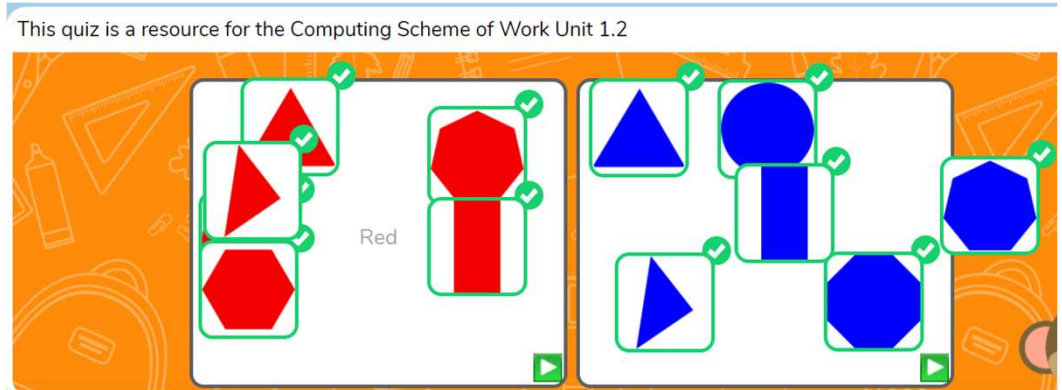 This quiz is a resource for the Computing Scheme of Work Unit 1.2
Red